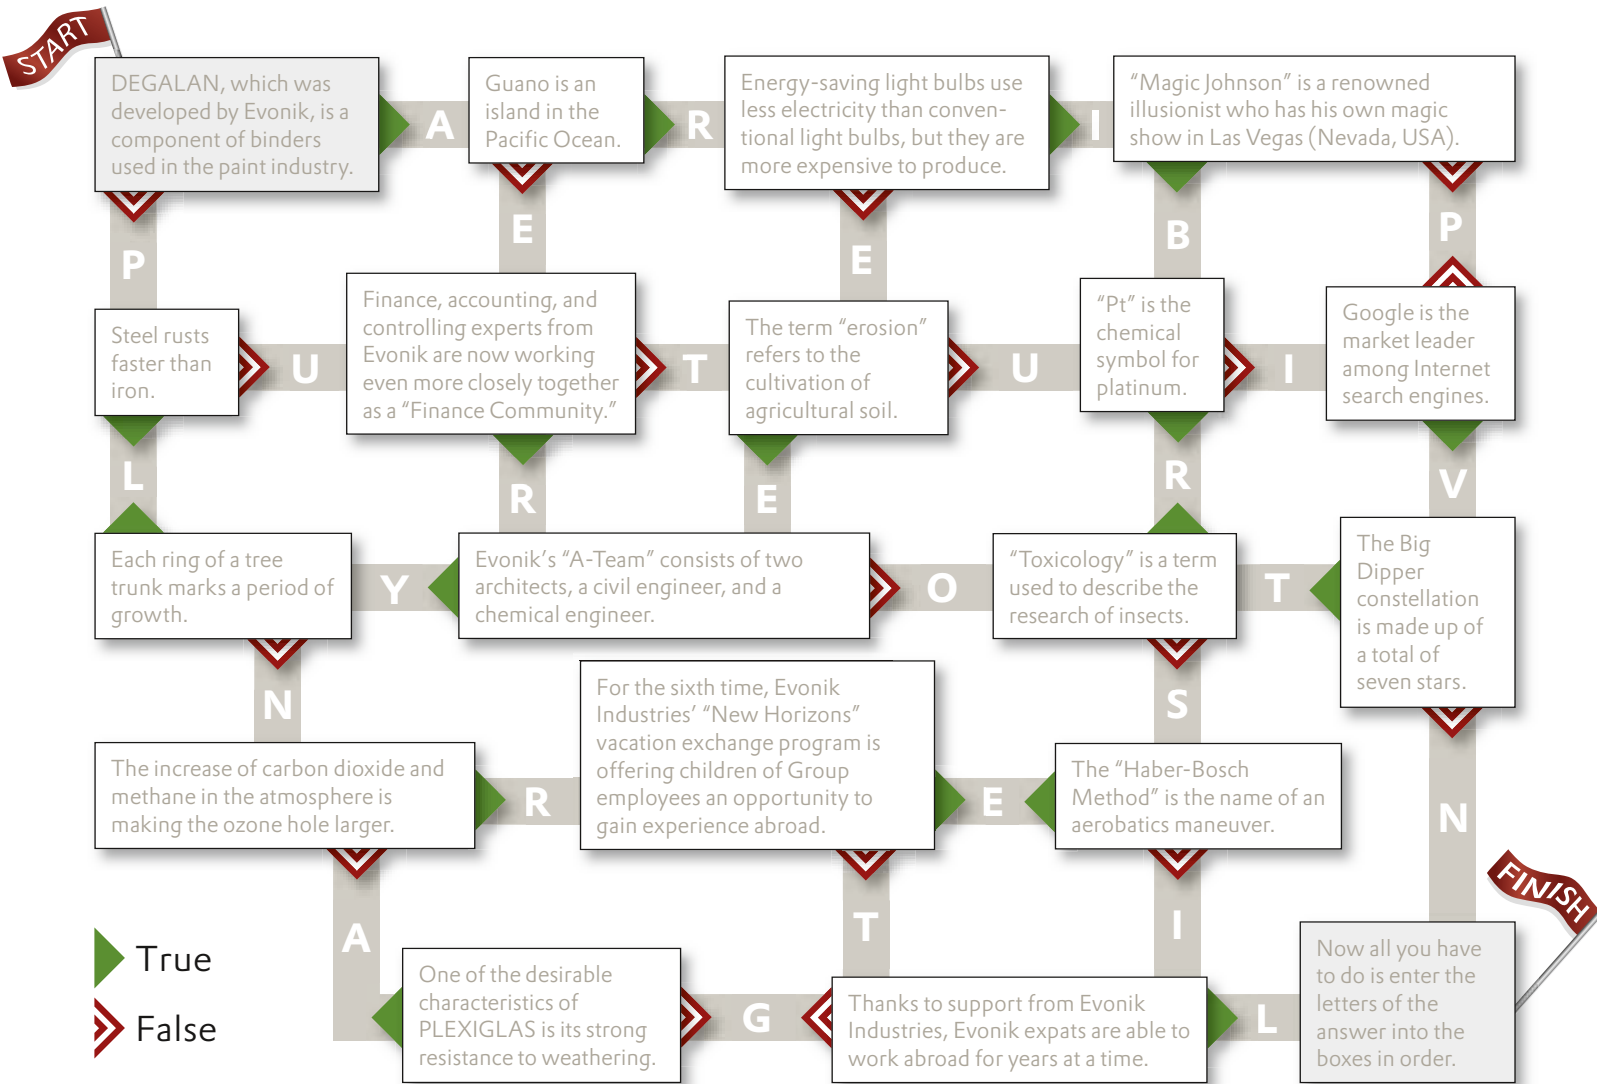 START
DEGALAN, which was
developed by Evonik, is a
component of binders
used in the paint industry.
A
Guano is an
island in the
Pacific Ocean.
R
Energy-saving light bulbs use
less electricity than conven-
tional light bulbs, but they are
more expensive to produce.
I
“Magic Johnson” is a renowned
illusionist who has his own magic
show in Las Vegas (Nevada, USA).
P
E
E
B
P
Steel rusts
faster than
iron.
U
Finance, accounting, and
controlling experts from
Evonik are now working
even more closely together
as a “Finance Community.”
T
The term “erosion”
refers to the
cultivation of
agricultural soil.
U
“Pt” is the
chemical
symbol for
platinum.
I
Google is the
market leader
among Internet
search engines.
L
R
E
R
V
Each ring of a tree
trunk marks a period of
growth.
Y
Evonik’s “A-Team” consists of two
architects, a civil engineer, and a
chemical engineer.
O
“Toxicology” is a term
used to describe the
research of insects.
T
The Big
Dipper
constellation
is made up of
a total of
seven stars.
N
S
The increase of carbon dioxide and
methane in the atmosphere is
making the ozone hole larger.
R
For the sixth time, Evonik
Industries’ “New Horizons”
vacation exchange program is
offering children of Group
employees an opportunity to
gain experience abroad.
E
The “Haber-Bosch
Method” is the name of an
aerobatics maneuver.
N
A
T
I
FINISH
True
False
One of the desirable
characteristics of
PLEXIGLAS is its strong
resistance to weathering.
G
Thanks to support from Evonik
Industries, Evonik expats are able to
work abroad for years at a time.
L
Now all you have
to do is enter the
letters of the
answer into the
boxes in order.